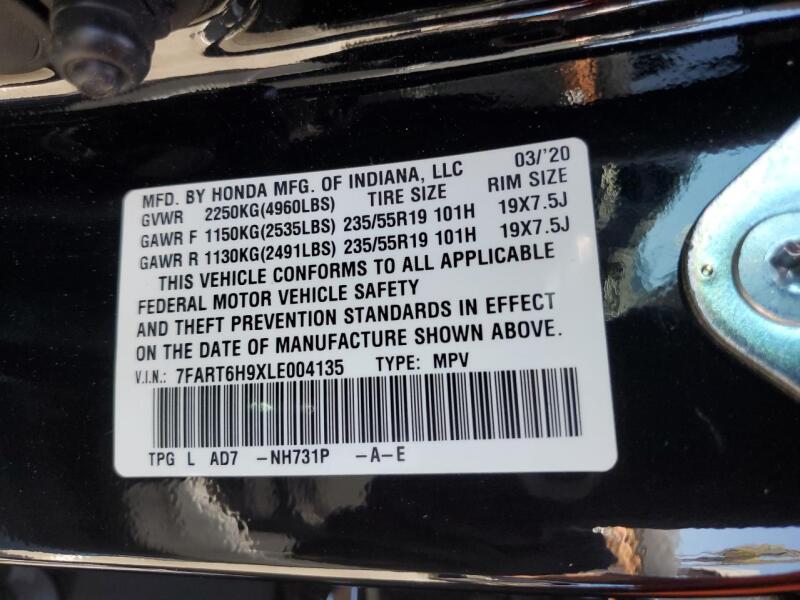 MFD. BY HONDA MFG. OF INDIANA, LLC 03/'20
GVWR 2250KG(4960LBS) TIRE SIZE RIM SIZE
GAWR F 1150KG(2535LBS) 235/55R19 101H 19X7.5J
GAWR R 1130KG(2491LBS) 235/55R19 101H 19X7.5J
THIS VEHICLE CONFORMS TO ALL APPLICABLE
FEDERAL MOTOR VEHICLE SAFETY
AND THEFT PREVENTION STANDARDS IN EFFECT
ON THE DATE OF MANUFACTURE SHOWN ABOVE.
V.I.N.: 7FART6H9XLE004135 TYPE: MPV
TPG L AD7 -NH731P -A-E